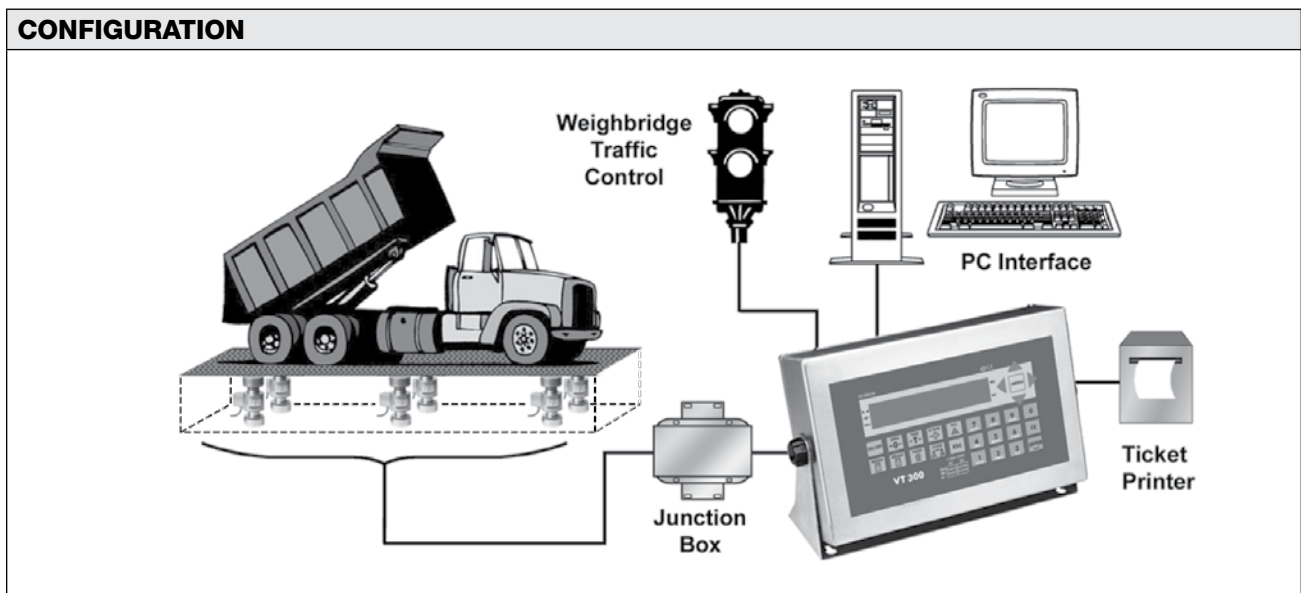 CONFIGURATION
Weighbridge
Traffic
Control
PC Interface
Junction
Box
VT 300
Ticket
Printer